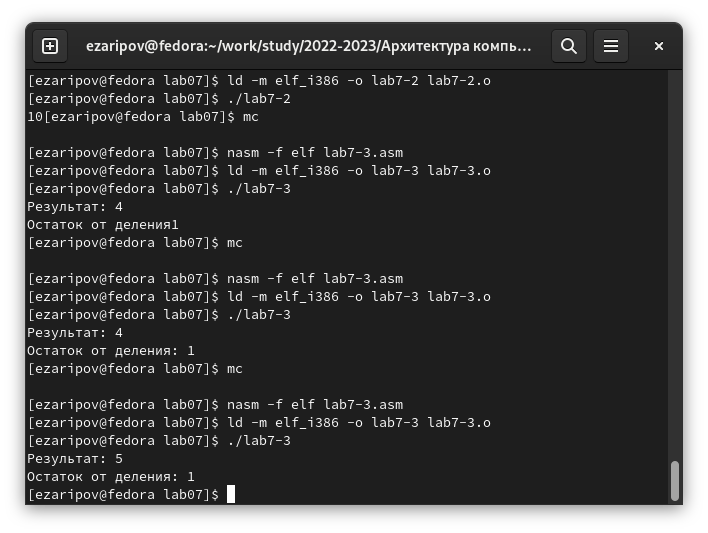 ezaripov@fedora:~/work/study/2022-2023/Архитектура компь...
[ezaripov@fedora lab07]$ ld -m elf_i386 -o lab7-2 lab7-2.o
[ezaripov@fedora lab07]$ ./lab7-2
10[ezaripov@fedora lab07]$ mc
[ezaripov@fedora lab07]$ nasm -f elf lab7-3.asm
[ezaripov@fedora lab07]$ ld -m elf_i386 -o lab7-3 lab7-3.o
[ezaripov@fedora lab07]$ ./lab7-3
Результат: 4
Остаток от деления1
[ezaripov@fedora lab07]$ mc
[ezaripov@fedora lab07]$ nasm -f elf lab7-3.asm
[ezaripov@fedora lab07]$ ld -m elf_i386 -o lab7-3 lab7-3.o
[ezaripov@fedora lab07]$ ./lab7-3
Результат: 4
Остаток от деления: 1
[ezaripov@fedora lab07]$ mc
[ezaripov@fedora lab07]$ nasm -f elf lab7-3.asm
[ezaripov@fedora lab07]$ ld -m elf_i386 -o lab7-3 lab7-3.o
[ezaripov@fedora lab07]$ ./lab7-3
Результат: 5
Остаток от деления: 1
[ezaripov@fedora lab07]$